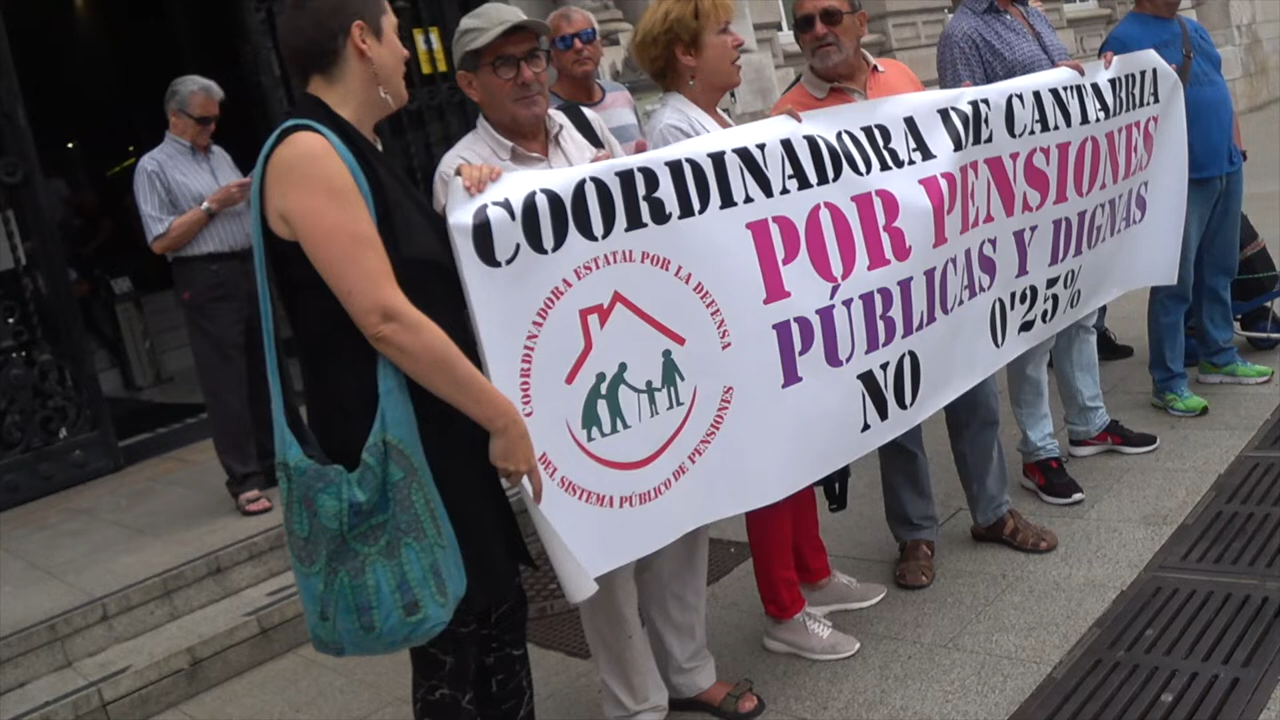 COORDINADORA DE CANTABRIA
POR PENSIONES
PÚBLICAS Y DIGNAS
NO 0'25%
COORDINADORA ESTATAL POR LA DEFENSA
DEL SISTEMA PÚBLICO DE PENSIONES